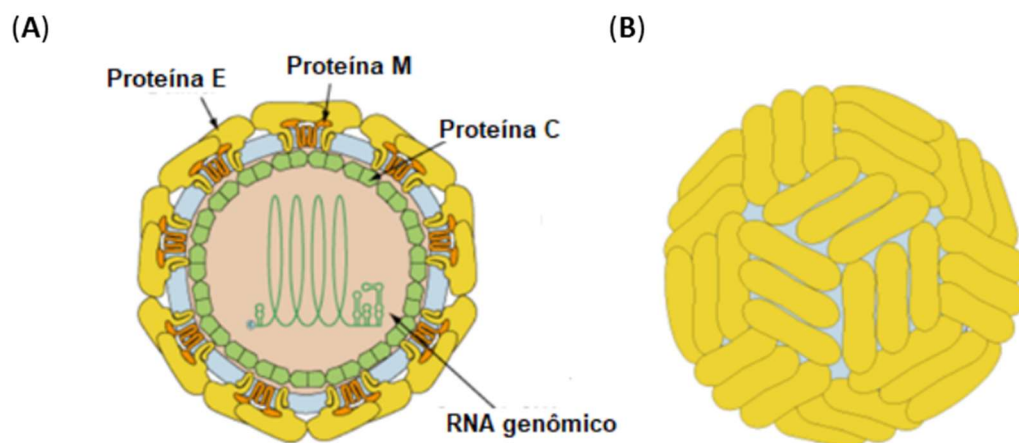 (A)
(B)
Proteína E
Proteína M
Proteína C
RNA genômico